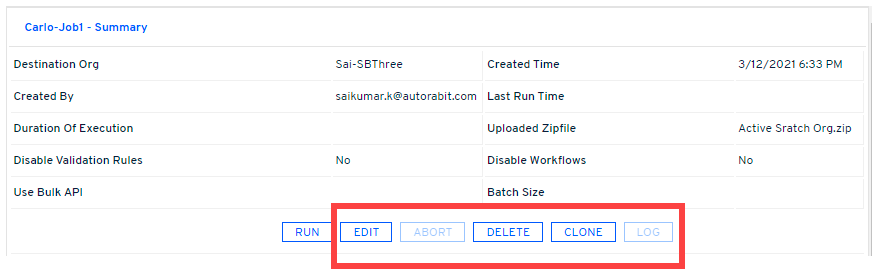 Carlo-Job1 - Summary
Destination Org Sai-SBThree Created Time 3/12/2021 6:33 PM
Created By saikumar.k@autorabit.com Last Run Time
Duration Of Execution Uploaded Zipfile Active Sratch Org.zip
Disable Validation Rules No Disable Workflows No
Use Bulk API Batch Size
RUN EDIT ABORT DELETE CLONE LOG